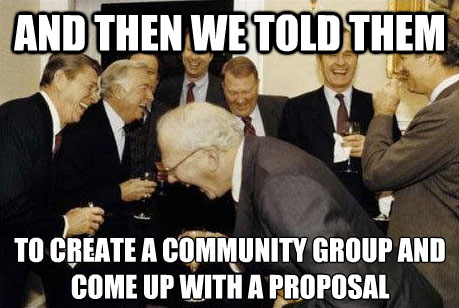 AND THEN WE TOLD THEM
TO CREATE A COMMUNITY GROUP AND
COME UP WITH A PROPOSAL